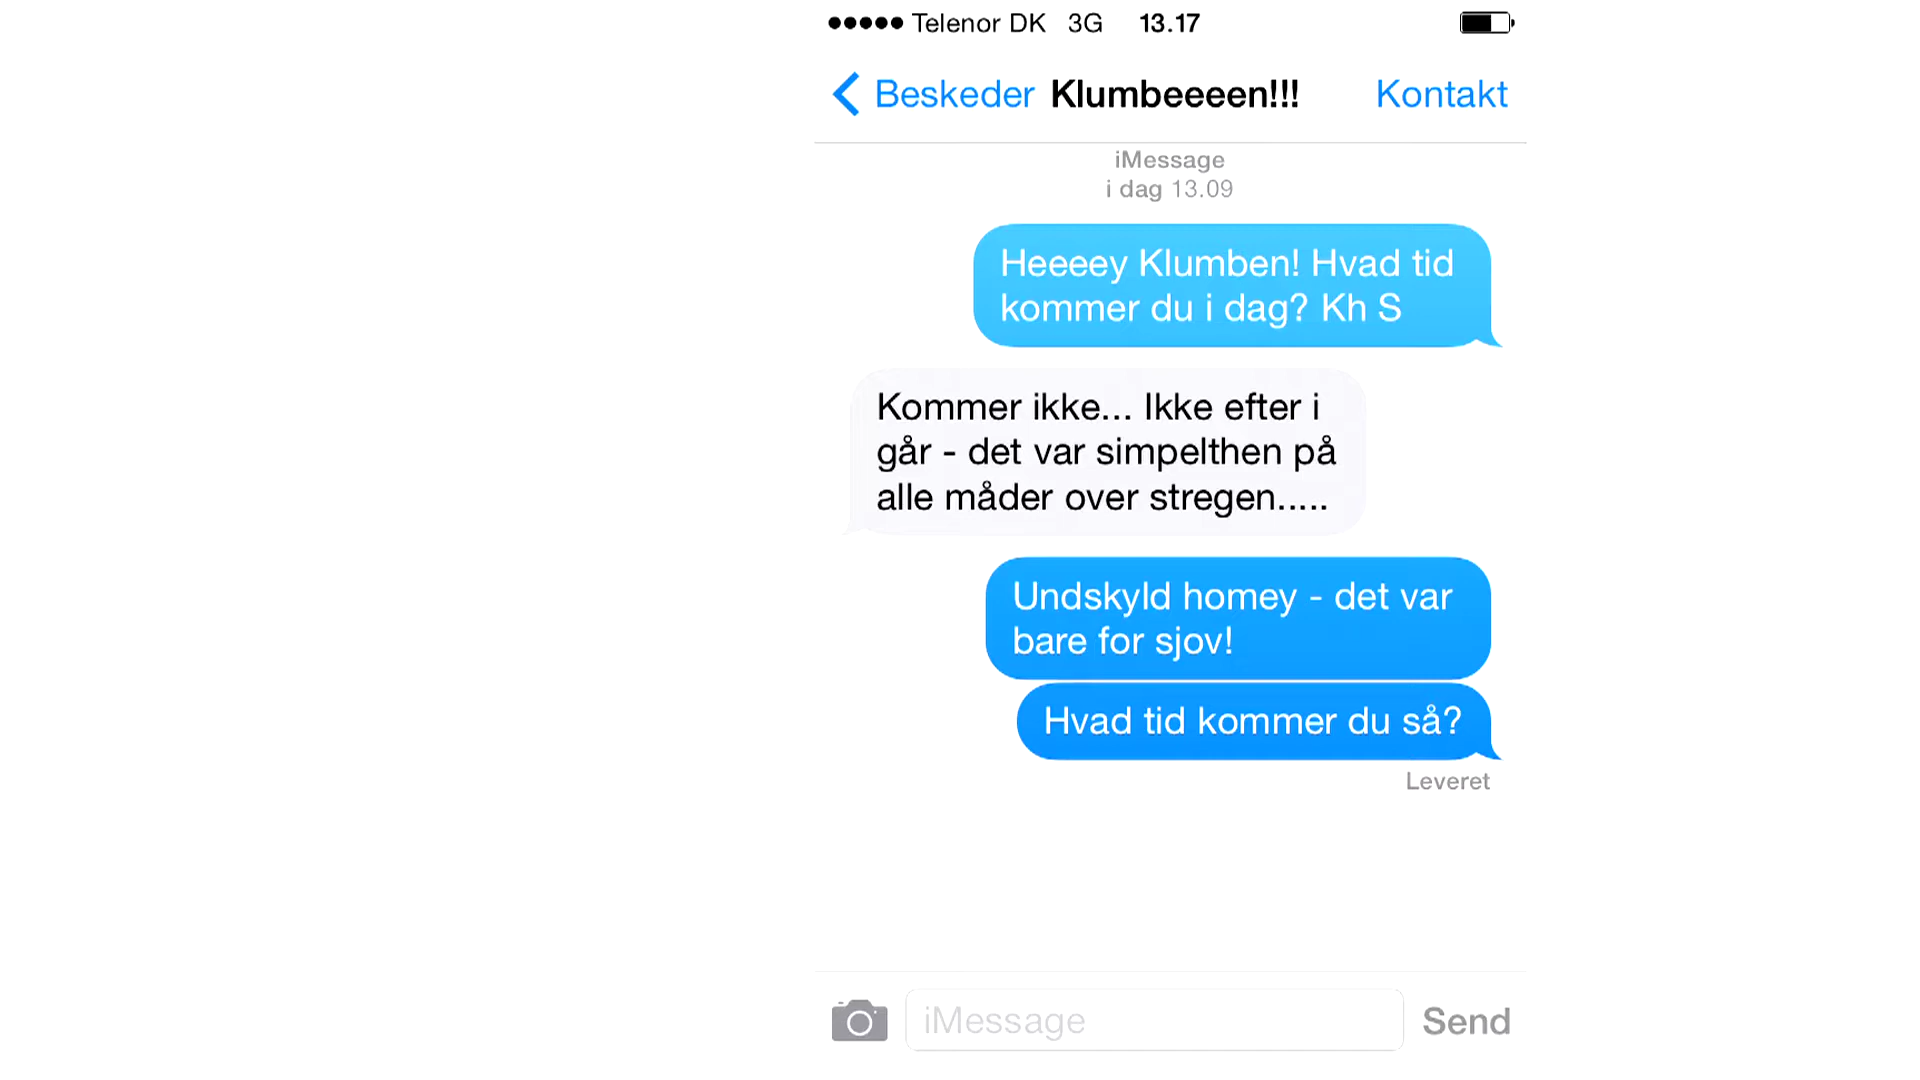 Telenor DK 3G 13.17
Beskeder Klumbeeeen!!! Kontakt
iMessage
i dag 13.09
Heeeey Klumben! Hvad tid
kommer du i dag? Kh S
Kommer ikke... Ikke efter i
går - det var simpelthen på
alle måder over stregen.....
Undskyld homey - det var
bare for sjov!
Hvad tid kommer du så?
Leveret
iMessage Send